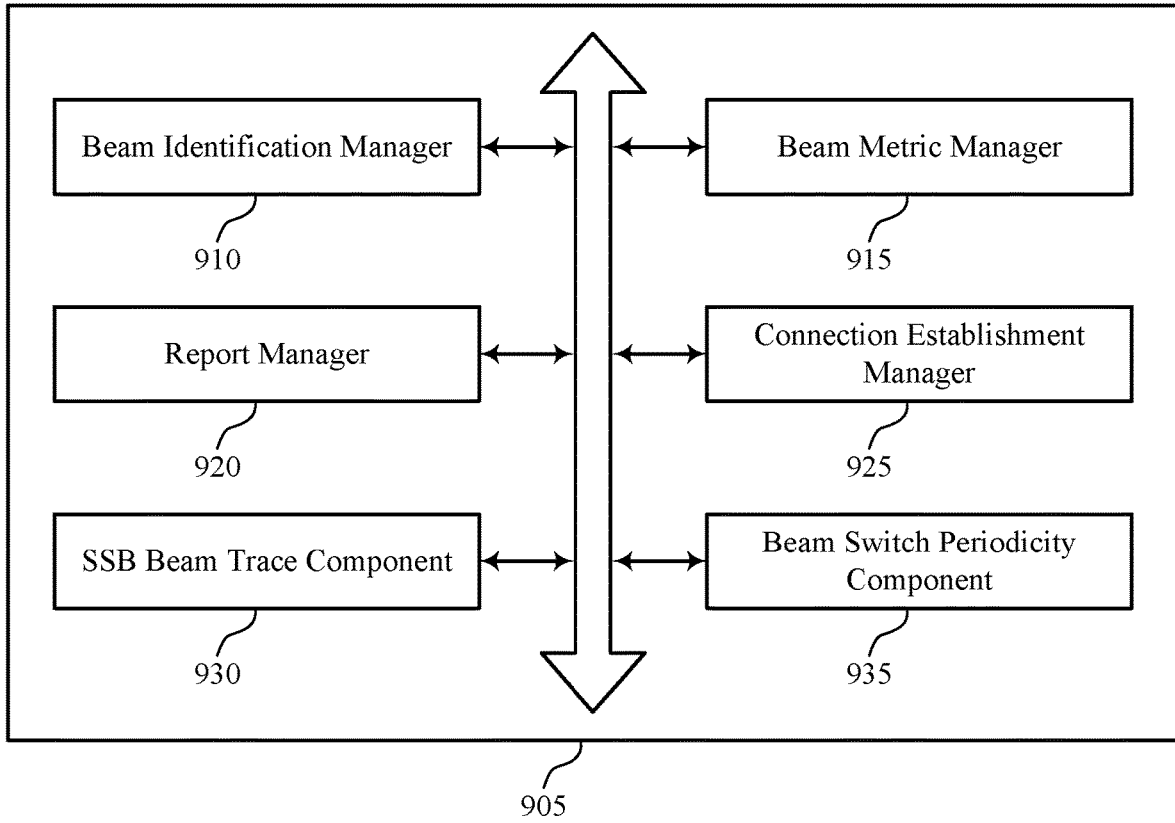 Beam Identification Manager
910
Beam Metric Manager
915
Report Manager
920
Connection Establishment
Manager
925
SSB Beam Trace Component
930
Beam Switch Periodicity
Component
935
905